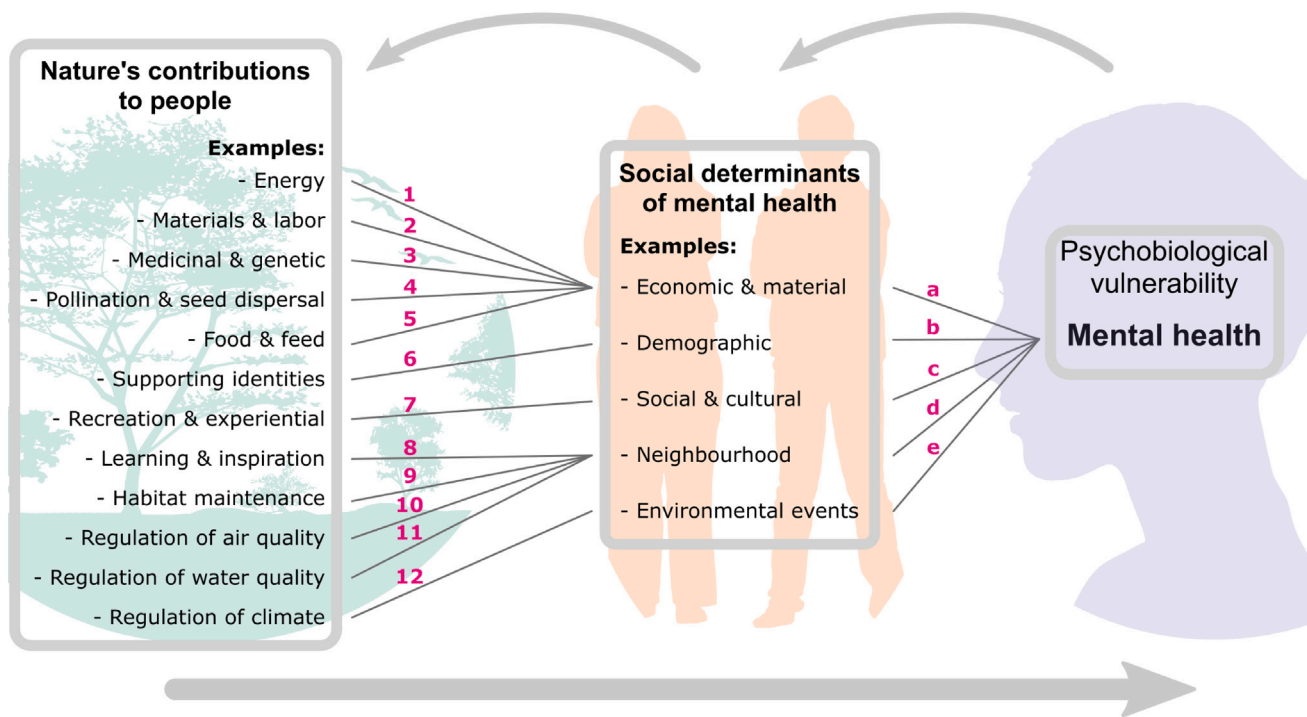 Nature's contributions
to people
Examples:
- Energy
- Materials & labor
- Medicinal & genetic
- Pollination & seed dispersal
- Food & feed
- Supporting identities
- Recreation & experiential
- Learning & inspiration
- Habitat maintenance
- Regulation of air quality
- Regulation of water quality
- Regulation of climate
1
2
3
4
5
6
7
8
9
10
11
12
Social determinants
of mental health
Examples:
- Economic & material
- Demographic
- Social & cultural
- Neighbourhood
- Environmental events
a
b
c
d
e
Psychobiological
vulnerability
Mental health